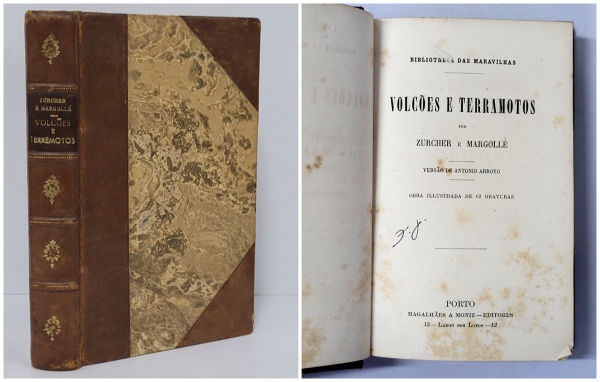 ZURCHER
E MARGOLLÉ
VOLCÕES
E
TERREMOTOS
BIBLIOTHECA DAS MARAVILHAS
VOLCÕES E TERRAMOTOS
POR
ZURCHER E MARGOLLÉ
VERSÃO DE ANTONIO ARROYO
OBRA ILLUSTRADA DE 62 GRAVURAS
PORTO
MAGALHÃES & MONIZ—EDITORES
12—LARGO DOS LOYOS—12